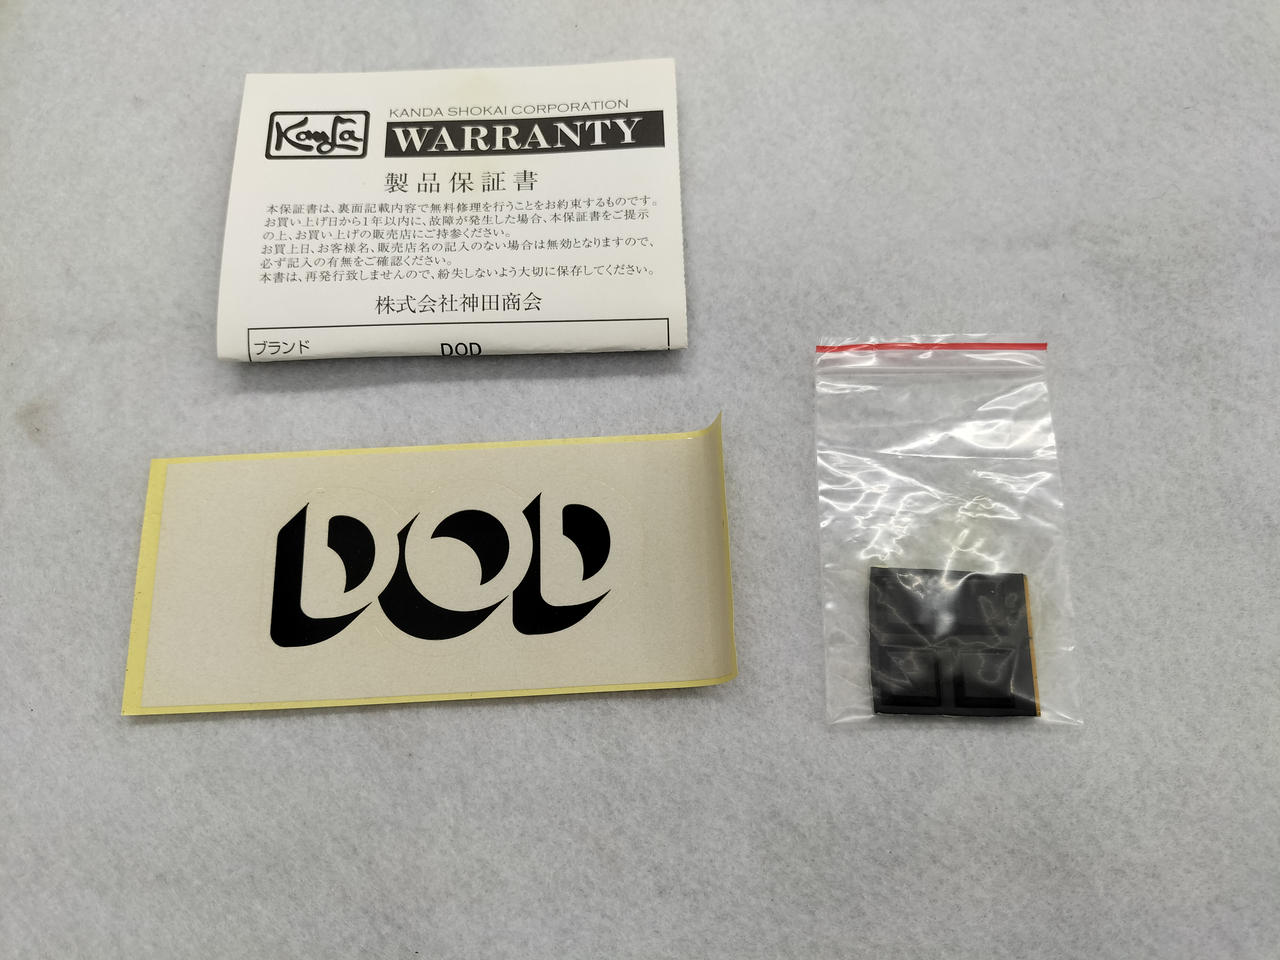 Kanda
KANDA SHOKAI CORPORATION
WARRANTY
製品保証書
本保証書は、裏面記載内容で無料修理を行うことをお約束するものです。
お買い上げ日から1年以内に、故障が発生した場合、本保証書をご提示
の上、お買い上げの販売店にご持参ください。
お買上日、お客様名、販売店名の記入のない場合は無効となりますので、
必ず記入の有無をご確認ください。
本書は、再発行致しませんので、紛失しないよう大切に保存してください。
株式会社神田商会
ブランド DOD
DOD